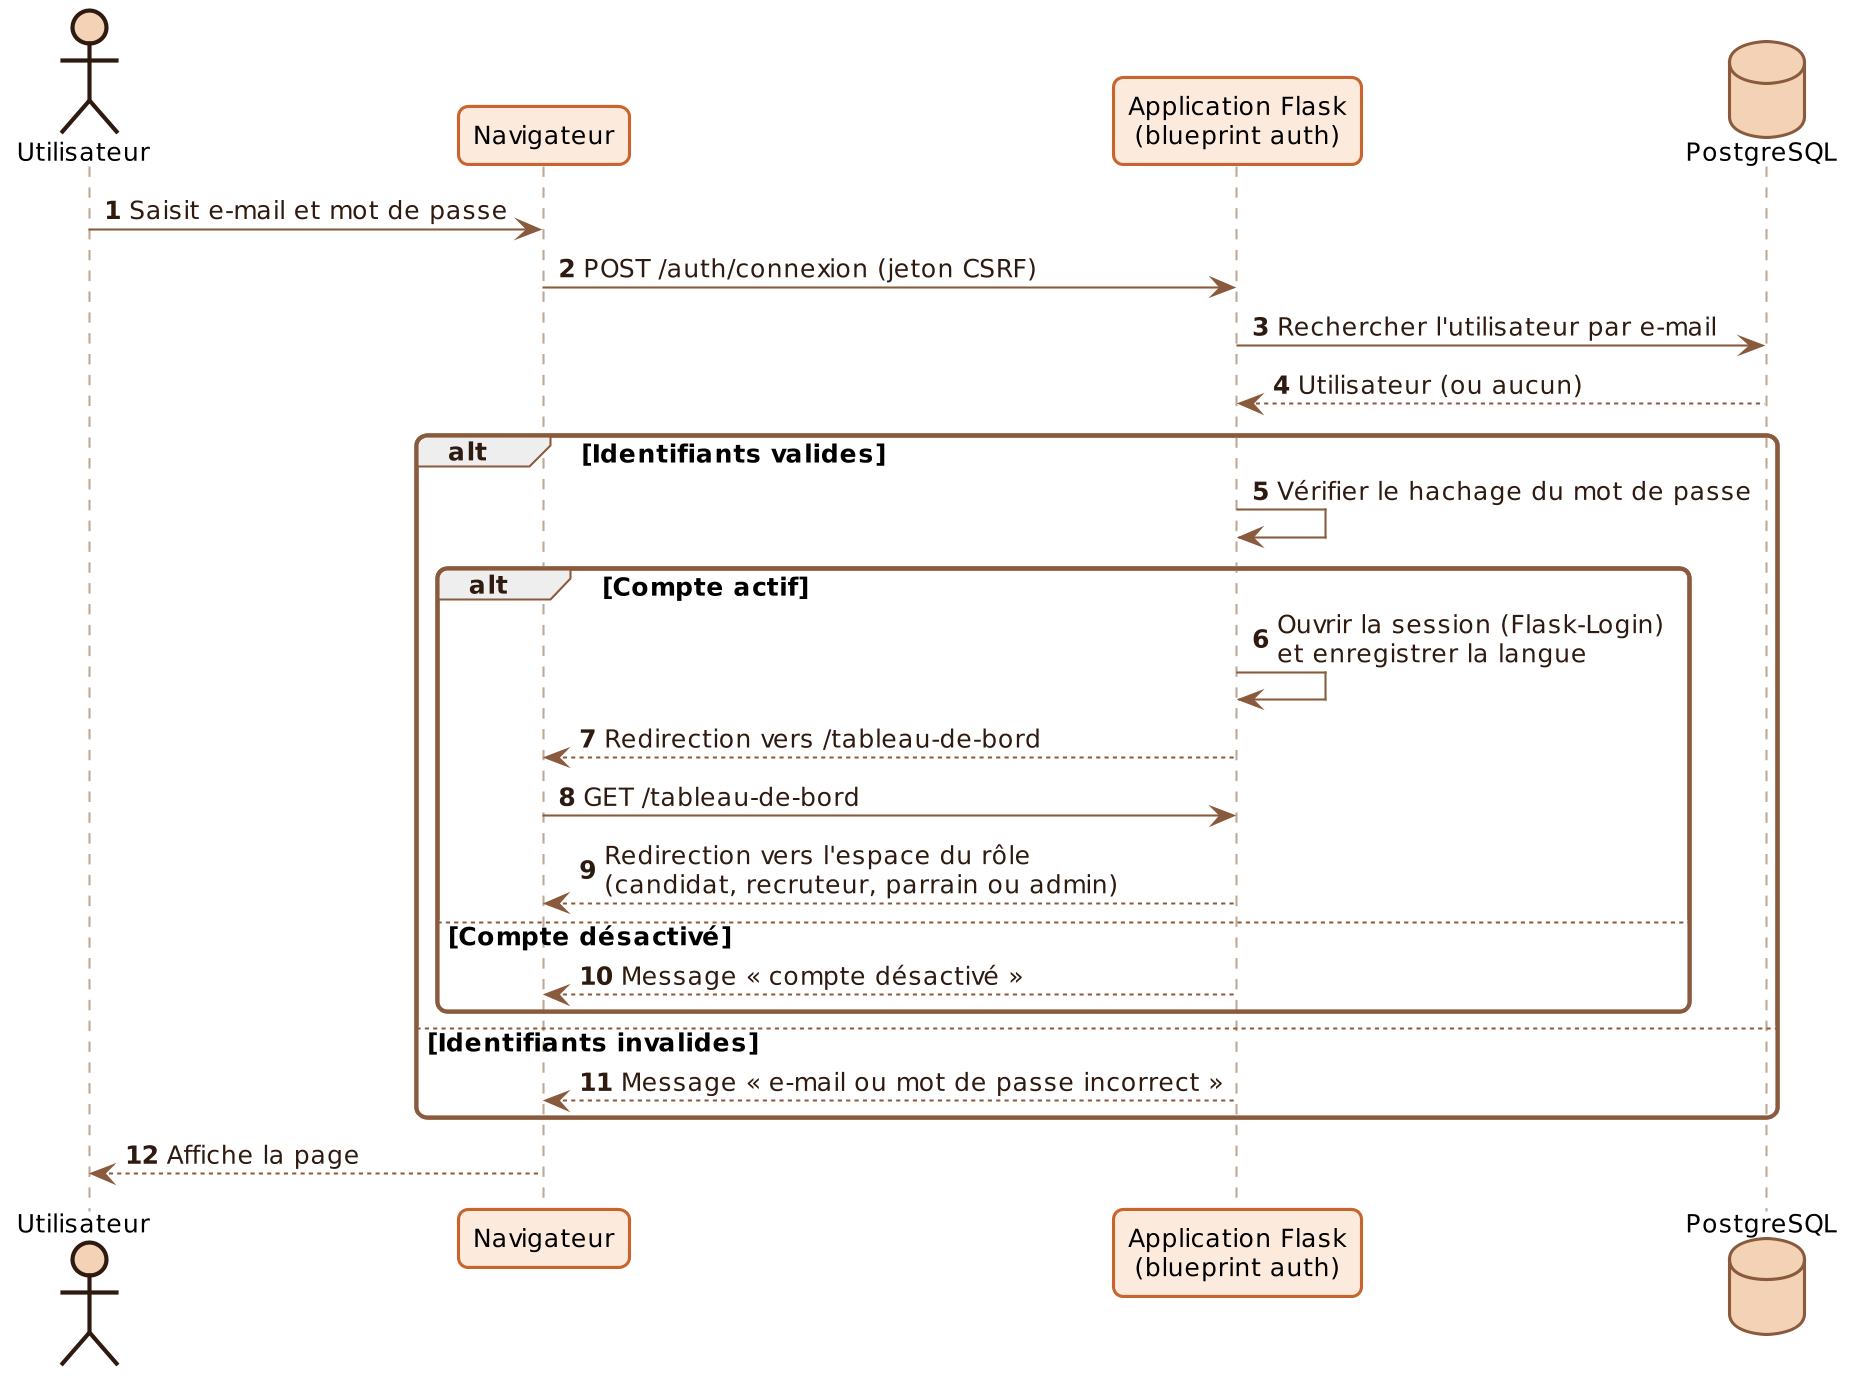 Utilisateur
Navigateur
Application Flask
(blueprint auth)
PostgreSQL
1 Saisit e-mail et mot de passe
2 POST /auth/connexion (jeton CSRF)
3 Rechercher l'utilisateur par e-mail
4 Utilisateur (ou aucun)
alt [Identifiants valides]
5 Vérifier le hachage du mot de passe
alt [Compte actif]
6 Ouvrir la session (Flask-Login)
et enregistrer la langue
7 Redirection vers /tableau-de-bord
8 GET /tableau-de-bord
9 Redirection vers l'espace du rôle
(candidat, recruteur, parrain ou admin)
[Compte désactivé]
10 Message « compte désactivé »
[Identifiants invalides]
11 Message « e-mail ou mot de passe incorrect »
12 Affiche la page
Utilisateur
Navigateur
Application Flask
(blueprint auth)
PostgreSQL